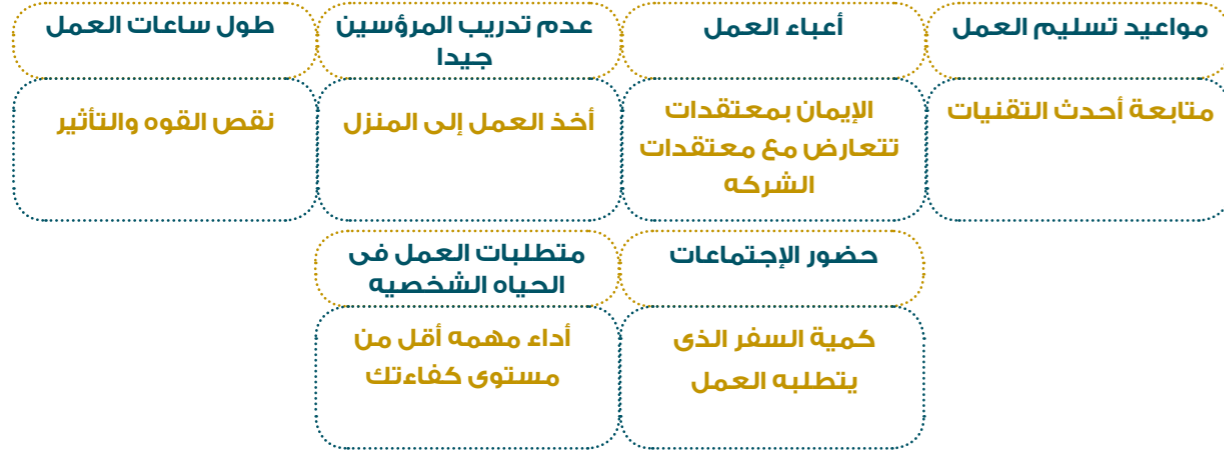 مواعيد تسليم العمل
متابعة أحدث التقنيات
أعباء العمل
الإيمان بمعتقدات
تتعارض مع معتقدات
الشركه
عدم تدريب المرؤسين
جيدا
أخذ العمل إلى المنزل
طول ساعات العمل
نقص القوه والتأثير
حضور الإجتماعات
كمية السفر الذى
يتطلبه العمل
متطلبات العمل فى
الحياه الشخصيه
أداء مهمه أقل من
مستوى كفاءتك